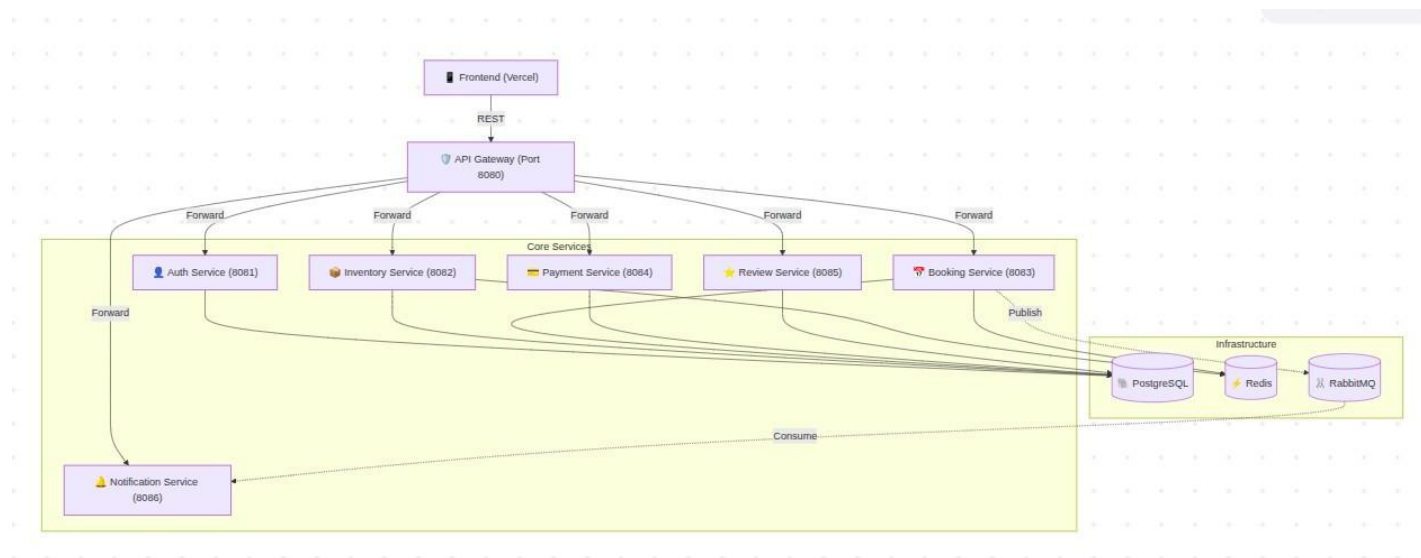 📱 Frontend (Vercel)
REST
🛡️ API Gateway (Port
8080)
Forward
Forward
Forward
Forward
Forward
Core Services
👤 Auth Service (8081)
📦 Inventory Service (8082)
💳 Payment Service (8084)
⭐ Review Service (8085)
📅 Booking Service (8083)
Forward
Publish
Infrastructure
🐘 PostgreSQL
⚡ Redis
🐰 RabbitMQ
Consume
🔔 Notification Service
(8086)